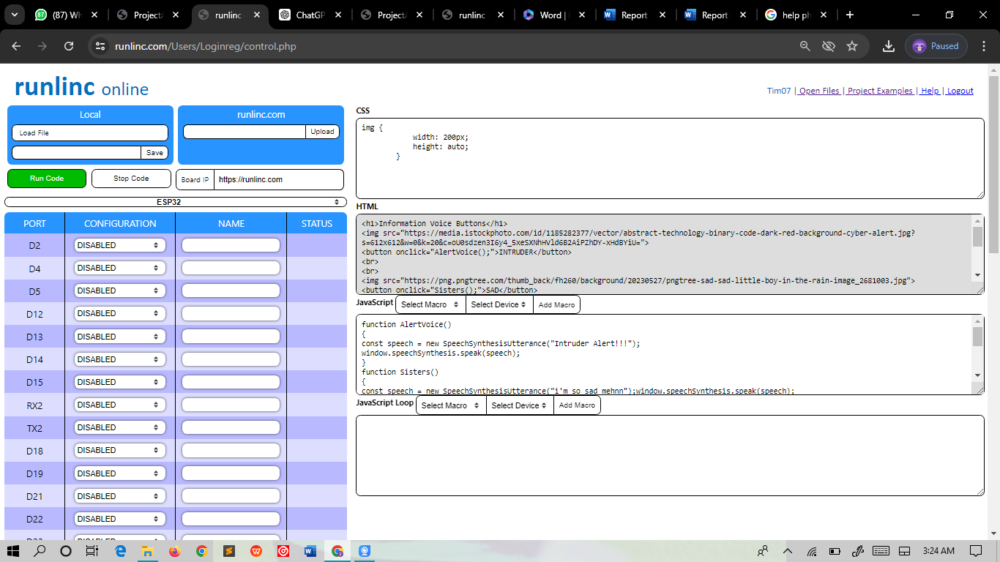 (87) Wh
Project/
runlinc
ChatGP
Project/
runlinc
Word |
Report
Report
help ph
runlinc.com/Users/Loginreg/control.php
Paused
runlinc online
Tim07 | Open Files | Project Examples | Help | Logout
Local
Load File
Save
runlinc.com
Upload
Run Code
Stop Code
Board IP
https://runlinc.com
ESP32
PORT CONFIGURATION NAME STATUS
D2 DISABLED
D4 DISABLED
D5 DISABLED
D12 DISABLED
D13 DISABLED
D14 DISABLED
D15 DISABLED
RX2 DISABLED
TX2 DISABLED
D18 DISABLED
D19 DISABLED
D21 DISABLED
D22 DISABLED
CSS
img {
width: 200px;
height: auto;
}
HTML
<h1>Information Voice Buttons</h1>
<img src="https://media.istockphoto.com/id/1185282377/vector/abstract-technology-binary-code-dark-red-background-cyber-alert.jpg?
s=612x612&w=0&k=20&c=oU0sdzen3I6y4_5xeSXNhHVld6B2AiPZhDY-xHdBYiU=">
<button onclick="AlertVoice();">INTRUDER</button>
<br>
<br>
<img src="https://png.pngtree.com/thumb_back/fh260/background/20230527/pngtree-sad-sad-little-boy-in-the-rain-image_2681003.jpg">
<button onclick="Sisters();">SAD</button>
JavaScript Select Macro Select Device Add Macro
function AlertVoice()
{
const speech = new SpeechSynthesisUtterance("Intruder Alert!!!");
window.speechSynthesis.speak(speech);
}
function Sisters()
{
const speech = new SpeechSynthesisUtterance("i'm so sad mehnn");window.speechSynthesis.speak(speech);
JavaScript Loop Select Macro Select Device Add Macro
3:24 AM